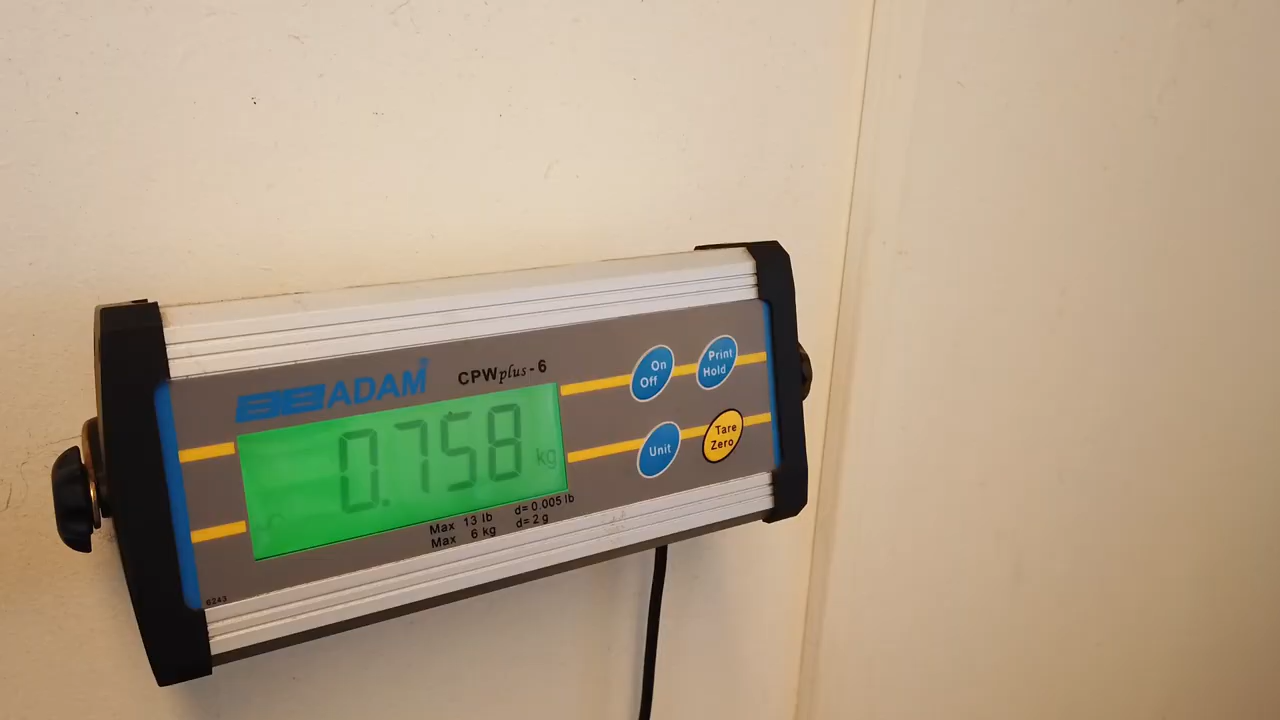 ADAM
CPWplus-6
0.758 kg
Max 13 lb d= 0.005 lb
Max 6 kg d= 2 g
On
Off
Print
Hold
Unit
Tare
Zero